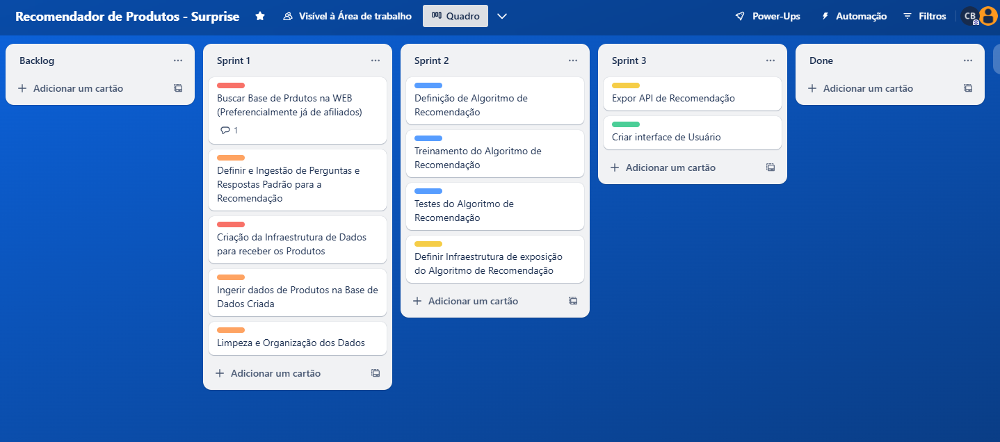 Recomendador de Produtos - Surprise
Visível à Área de trabalho
Quadro
Power-Ups
Automação
Filtros
CB
Backlog
Adicionar um cartão
Sprint 1
Buscar Base de Prdutos na WEB
(Preferencialmente já de afiliados)
1
Definir e Ingestão de Perguntas e
Respostas Padrão para a
Recomendação
Criação da Infraestrutura de Dados
para receber os Produtos
Ingerir dados de Produtos na Base de
Dados Criada
Limpeza e Organização dos Dados
Adicionar um cartão
Sprint 2
Definição de Algoritmo de
Recomendação
Treinamento do Algoritmo de
Recomendação
Testes do Algoritmo de
Recomendação
Definir Infraestrutura de exposição
do Algoritmo de Recomendação
Adicionar um cartão
Sprint 3
Expor API de Recomendação
Criar interface de Usuário
Adicionar um cartão
Done
Adicionar um cartão